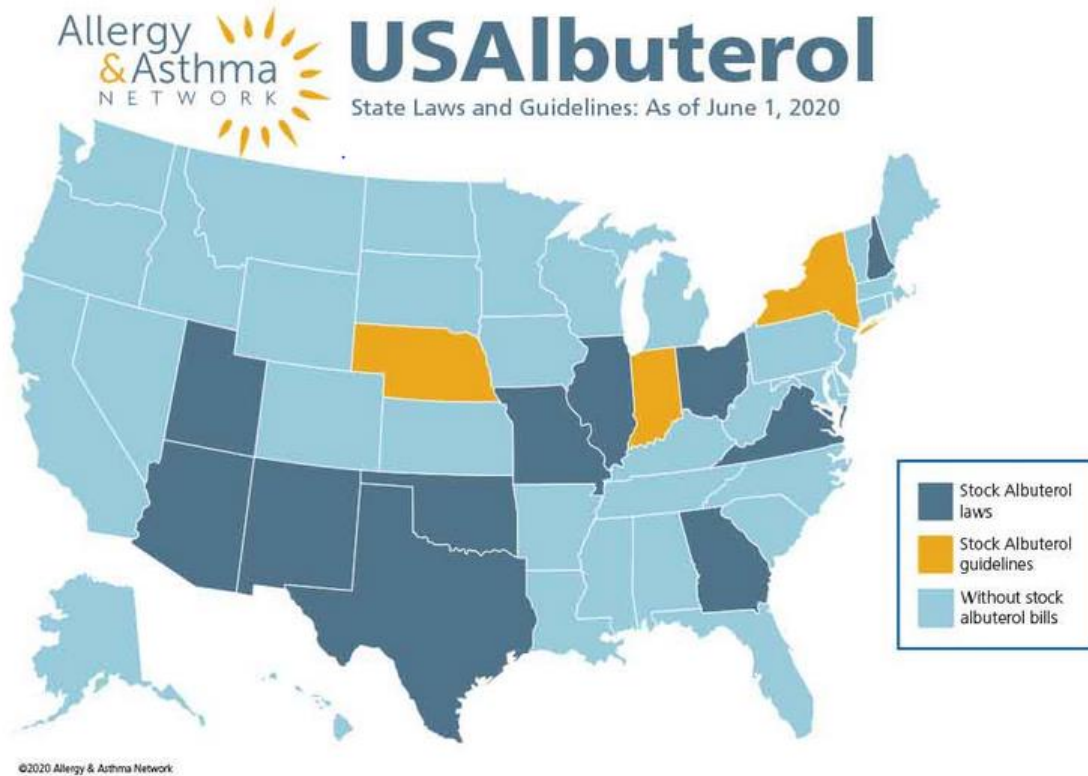 Allergy
& Asthma
NETWORK
USAlbuterol
State Laws and Guidelines: As of June 1, 2020
Stock Albuterol
laws
Stock Albuterol
guidelines
Without stock
albuterol bills
©2020 Allergy & Asthma Network